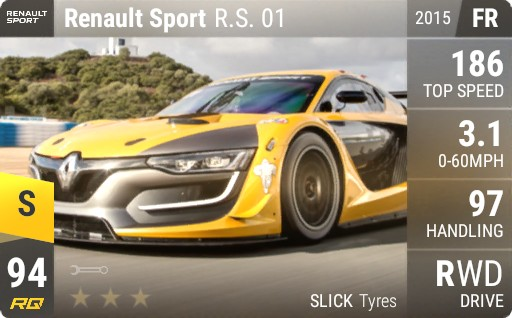 RENAULT
SPORT
Renault Sport R.S. 01
2015 FR
186
TOP SPEED
3.1
0-60MPH
97
HANDLING
RWD
DRIVE
S
94
RQ
SLICK Tyres